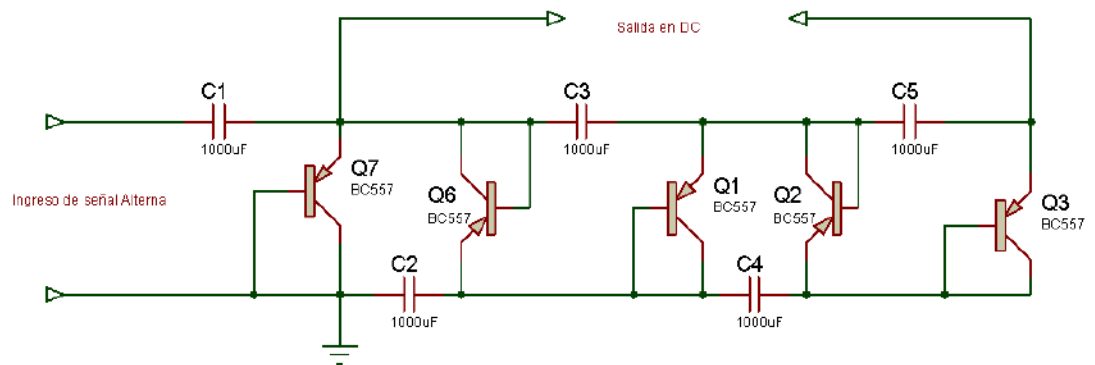 Salida en DC
C1
C3
C5
1000uF
1000uF
1000uF
Q7
BC557
Q6
BC557
Q1
BC557
Q2
BC557
Q3
BC557
Ingreso de señal Alterna
C2
C4
1000uF
1000uF